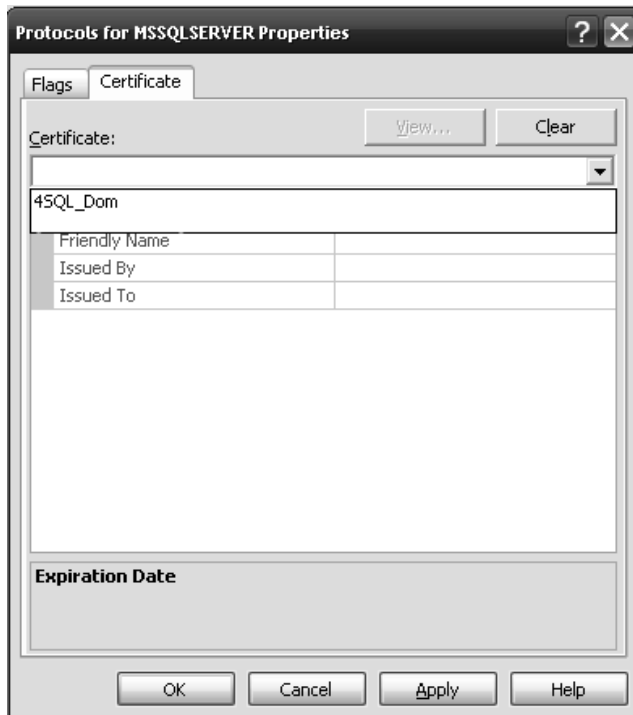 Protocols for MSSQLSERVER Properties
Flags Certificate
View... Clear
Certificate:
4SQL_Dom
Friendly Name
Issued By
Issued To
Expiration Date
OK Cancel Apply Help